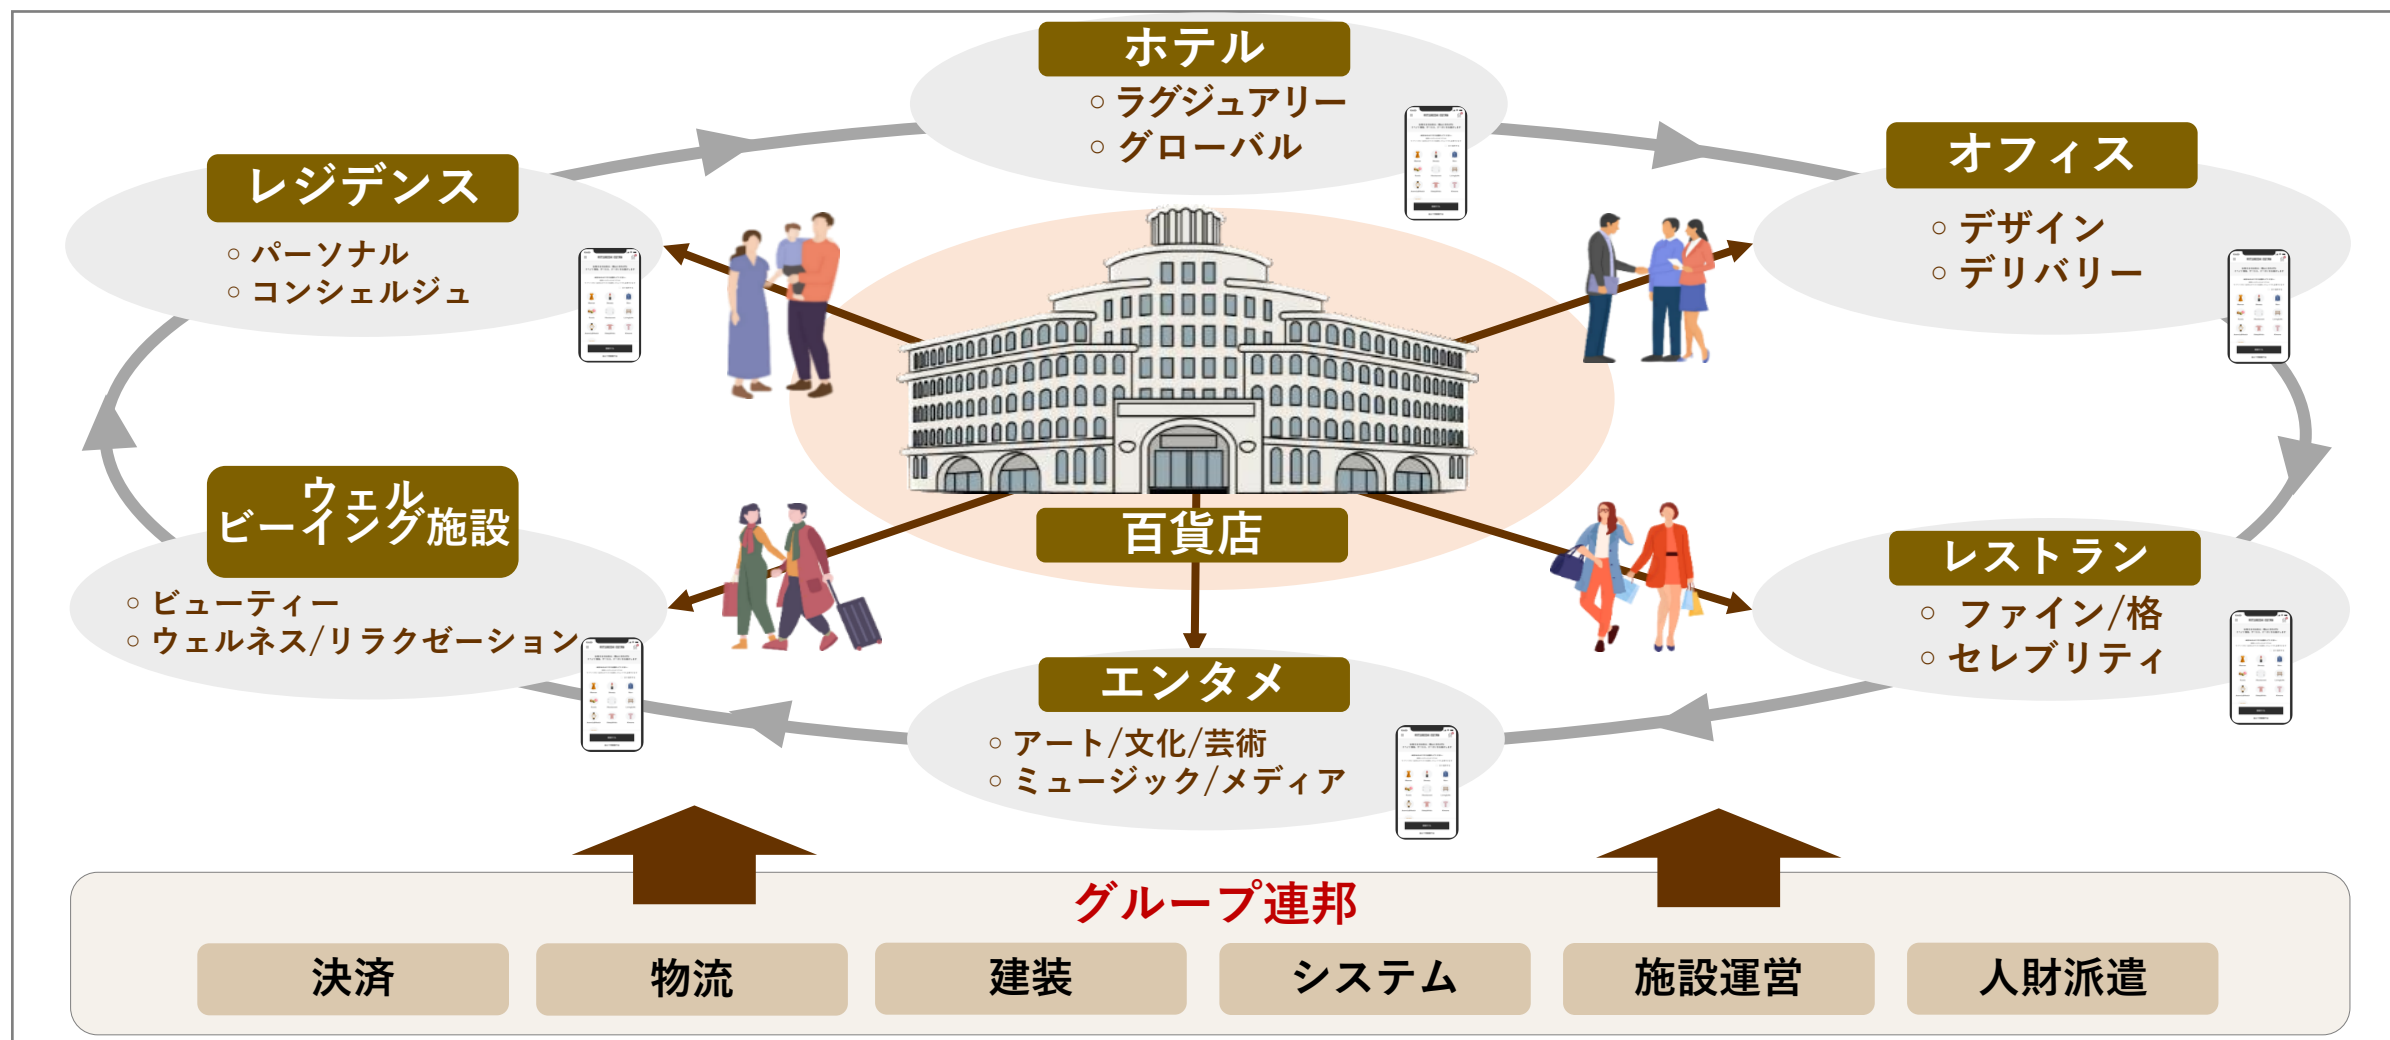 ホテル
○ ラグジュアリー
○ グローバル
レジデンス
○ パーソナル
○ コンシェルジュ
オフィス
○ デザイン
○ デリバリー
百貨店
ウェル
ビーイング施設
○ ビューティー
○ ウェルネス/リラクゼーション
レストラン
○ ファイン/格
○ セレブリティ
エンタメ
○ アート/文化/芸術
○ ミュージック/メディア
グループ連邦
決済
物流
建装
システム
施設運営
人財派遣